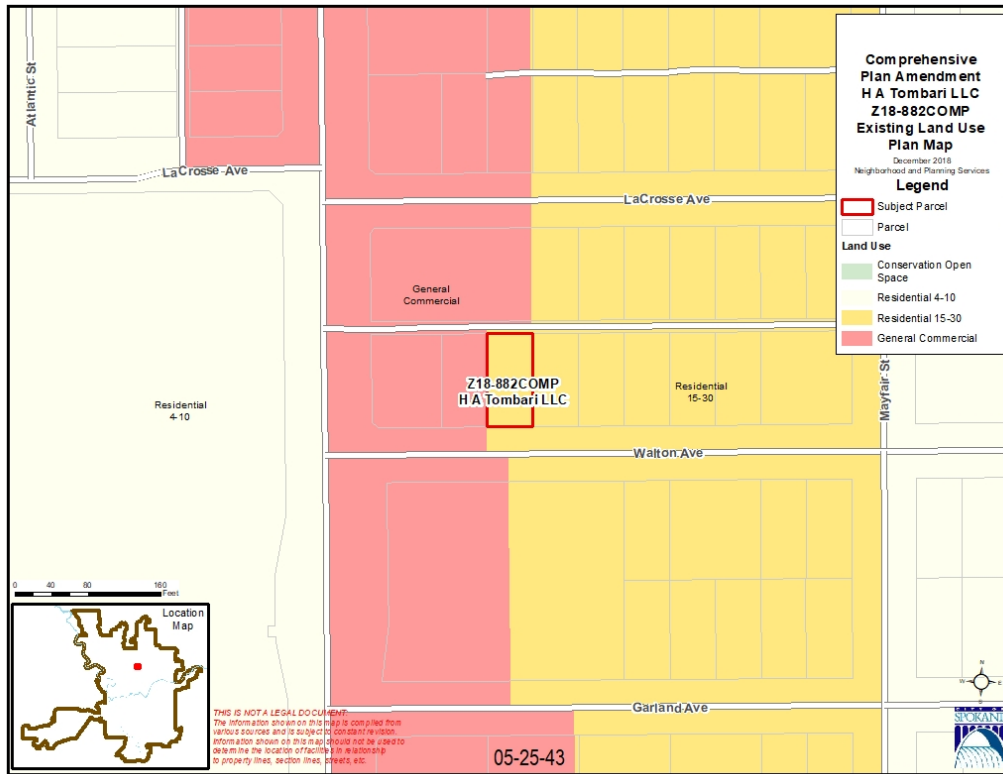 Comprehensive
Plan Amendment
H A Tombari LLC
Z18-882COMP
Existing Land Use
Plan Map
December 2018
Neighborhood and Planning Services
Legend
Subject Parcel
Parcel
Land Use
Conservation Open
Space
Residential 4-10
Residential 15-30
General Commercial
Atlantic St
LaCrosse Ave
LaCrosse Ave
General
Commercial
Z18-882COMP
H A Tombari LLC
Residential
4-10
Residential
15-30
Mayfair St
Walton Ave
0 40 80 160
Feet
Location
Map
THIS IS NOT A LEGAL DOCUMENT:
The information shown on this map is compiled from
various sources and is subject to constant revision.
Information shown on this map should not be used to
determine the location of facilities in relationship
to property lines, section lines, streets, etc.
Garland Ave
05-25-43
N
W E
SPOKANE